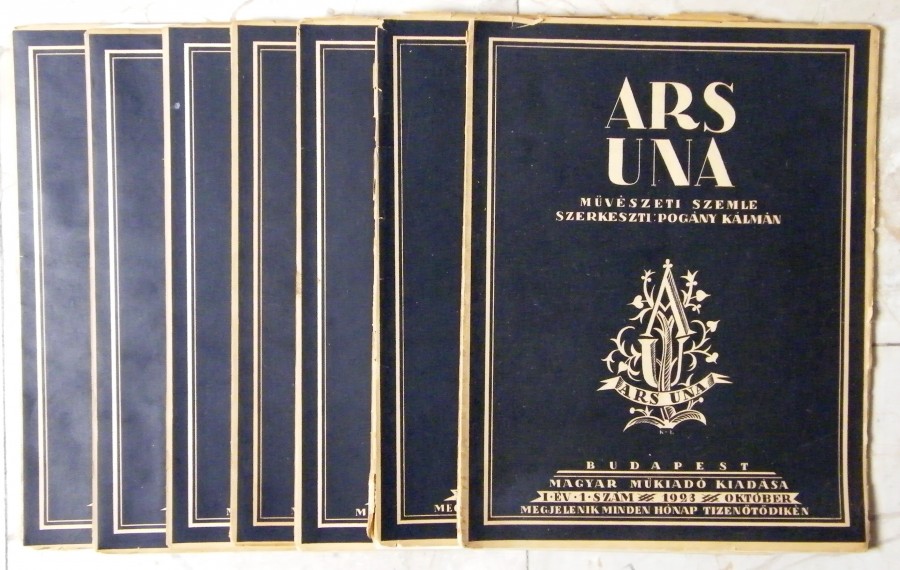 ARS
UNA
MŰVÉSZETI SZEMLE
SZERKESZTI: POGÁNY KÁLMÁN
A
U
ARS UNA
BUDAPEST
MAGYAR MŰKIADÓ KIADÁSA
I·ÉV·1·SZÁM 1923 OKTÓBER
MEGJELENIK MINDEN HÓNAP TIZENÖTÖDIKÉN